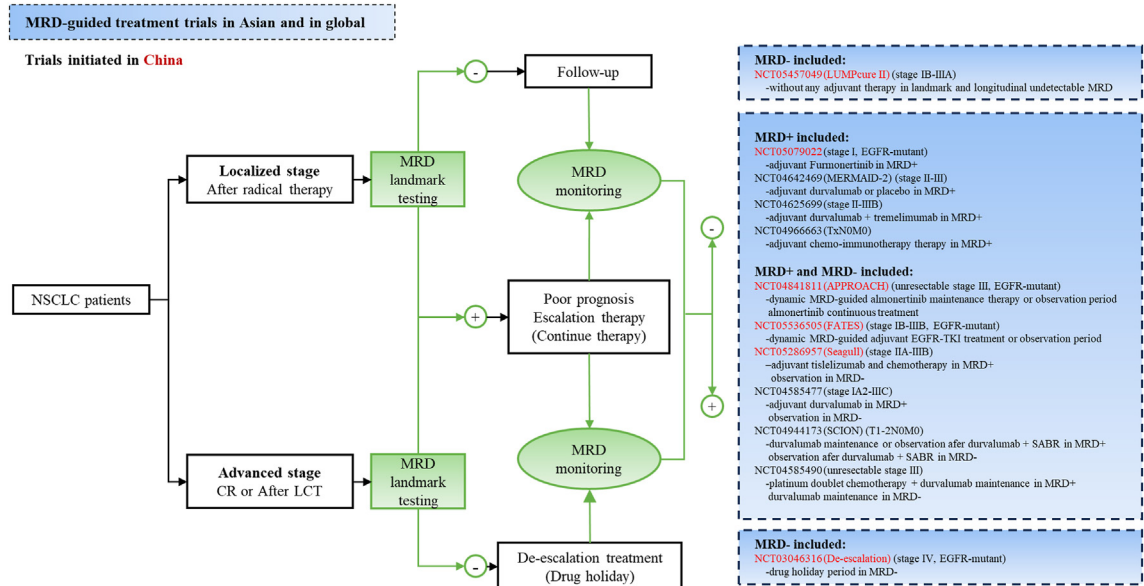 MRD-guided treatment trials in Asian and in global
Trials initiated in China
NSCLC patients
Localized stage
After radical therapy
Advanced stage
CR or After LCT
MRD
landmark
testing
MRD
landmark
testing
-
+
-
Follow-up
MRD
monitoring
Poor prognosis
Escalation therapy
(Continue therapy)
MRD
monitoring
De-escalation treatment
(Drug holiday)
-
+
MRD- included:
NCT05457049 (LUMPcure II) (stage IB-IIIA)
-without any adjuvant therapy in landmark and longitudinal undetectable MRD
MRD+ included:
NCT05079022 (stage I, EGFR-mutant)
-adjuvant Furmonertinib in MRD+
NCT04642469 (MERMAID-2) (stage II-III)
-adjuvant durvalumab or placebo in MRD+
NCT04625699 (stage II-IIIB)
-adjuvant durvalumab + tremelimumab in MRD+
NCT04966663 (TxN0M0)
-adjuvant chemo-immunotherapy therapy in MRD+
MRD+ and MRD- included:
NCT04841811 (APPROACH) (unresectable stage III, EGFR-mutant)
-dynamic MRD-guided almonertinib maintenance therapy or observation period
almonertinib continuous treatment
NCT05536505 (FATES) (stage IB-IIIB, EGFR-mutant)
-dynamic MRD-guided adjuvant EGFR-TKI treatment or observation period
NCT05286957 (Seagull) (stage IIA-IIIB)
–adjuvant tislelizumab and chemotherapy in MRD+
observation in MRD-
NCT04585477 (stage IA2-IIIC)
-adjuvant durvalumab in MRD+
observation in MRD-
NCT04944173 (SCION) (T1-2N0M0)
-durvalumab maintenance or observation afer durvalumab + SABR in MRD+
observation afer durvalumab + SABR in MRD-
NCT04585490 (unresectable stage III)
-platinum doublet chemotherapy + durvalumab maintenance in MRD+
durvalumab maintenance in MRD-
MRD- included:
NCT03046316 (De-escalation) (stage IV, EGFR-mutant)
-drug holiday period in MRD-